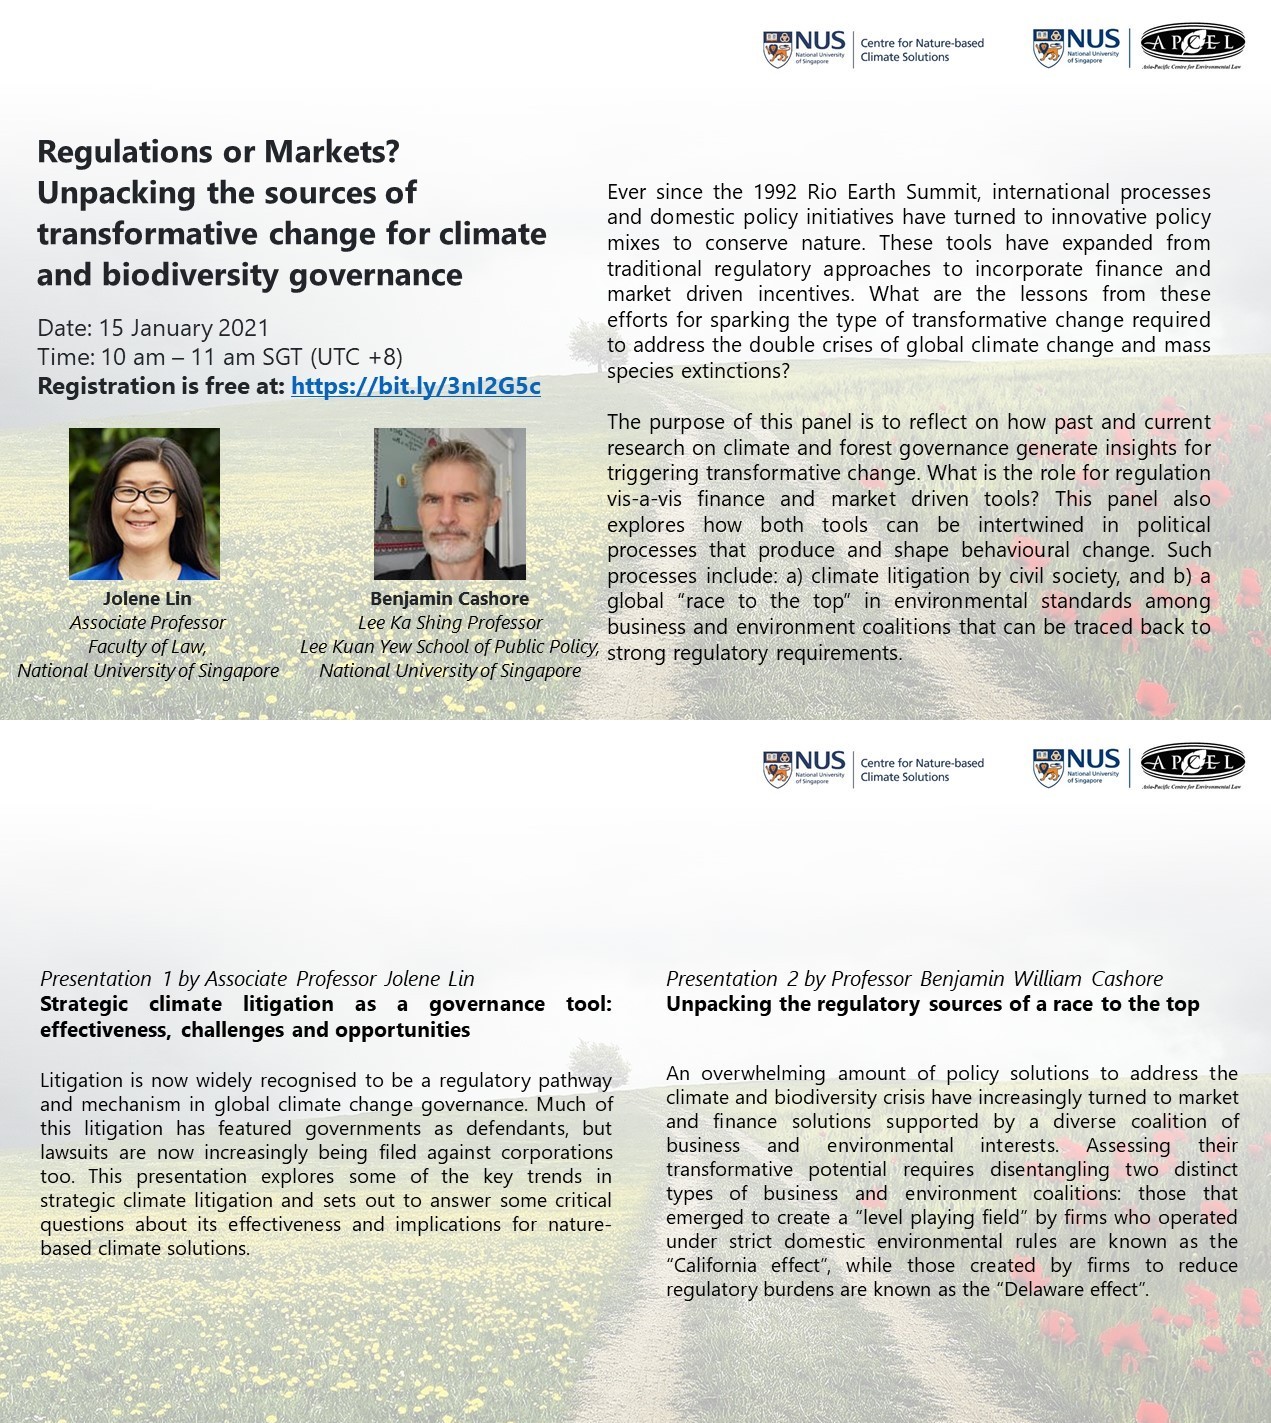 NUS
National University
of Singapore
Centre for Nature-based
Climate Solutions
NUS
National University
of Singapore
APCEL
Asia-Pacific Centre for Environmental Law
Regulations or Markets?
Unpacking the sources of
transformative change for climate
and biodiversity governance
Date: 15 January 2021
Time: 10 am – 11 am SGT (UTC +8)
Registration is free at: https://bit.ly/3nI2G5c
Jolene Lin
Associate Professor
Faculty of Law,
National University of Singapore
Benjamin Cashore
Lee Ka Shing Professor
Lee Kuan Yew School of Public Policy,
National University of Singapore
Ever since the 1992 Rio Earth Summit, international processes
and domestic policy initiatives have turned to innovative policy
mixes to conserve nature. These tools have expanded from
traditional regulatory approaches to incorporate finance and
market driven incentives. What are the lessons from these
efforts for sparking the type of transformative change required
to address the double crises of global climate change and mass
species extinctions?
The purpose of this panel is to reflect on how past and current
research on climate and forest governance generate insights for
triggering transformative change. What is the role for regulation
vis-a-vis finance and market driven tools? This panel also
explores how both tools can be intertwined in political
processes that produce and shape behavioural change. Such
processes include: a) climate litigation by civil society, and b) a
global “race to the top” in environmental standards among
business and environment coalitions that can be traced back to
strong regulatory requirements.
NUS
National University
of Singapore
Centre for Nature-based
Climate Solutions
NUS
National University
of Singapore
APCEL
Asia-Pacific Centre for Environmental Law
Presentation 1 by Associate Professor Jolene Lin
Strategic climate litigation as a governance tool:
effectiveness, challenges and opportunities
Litigation is now widely recognised to be a regulatory pathway
and mechanism in global climate change governance. Much of
this litigation has featured governments as defendants, but
lawsuits are now increasingly being filed against corporations
too. This presentation explores some of the key trends in
strategic climate litigation and sets out to answer some critical
questions about its effectiveness and implications for nature-
based climate solutions.
Presentation 2 by Professor Benjamin William Cashore
Unpacking the regulatory sources of a race to the top
An overwhelming amount of policy solutions to address the
climate and biodiversity crisis have increasingly turned to market
and finance solutions supported by a diverse coalition of
business and environmental interests. Assessing their
transformative potential requires disentangling two distinct
types of business and environment coalitions: those that
emerged to create a “level playing field” by firms who operated
under strict domestic environmental rules are known as the
“California effect”, while those created by firms to reduce
regulatory burdens are known as the “Delaware effect”.